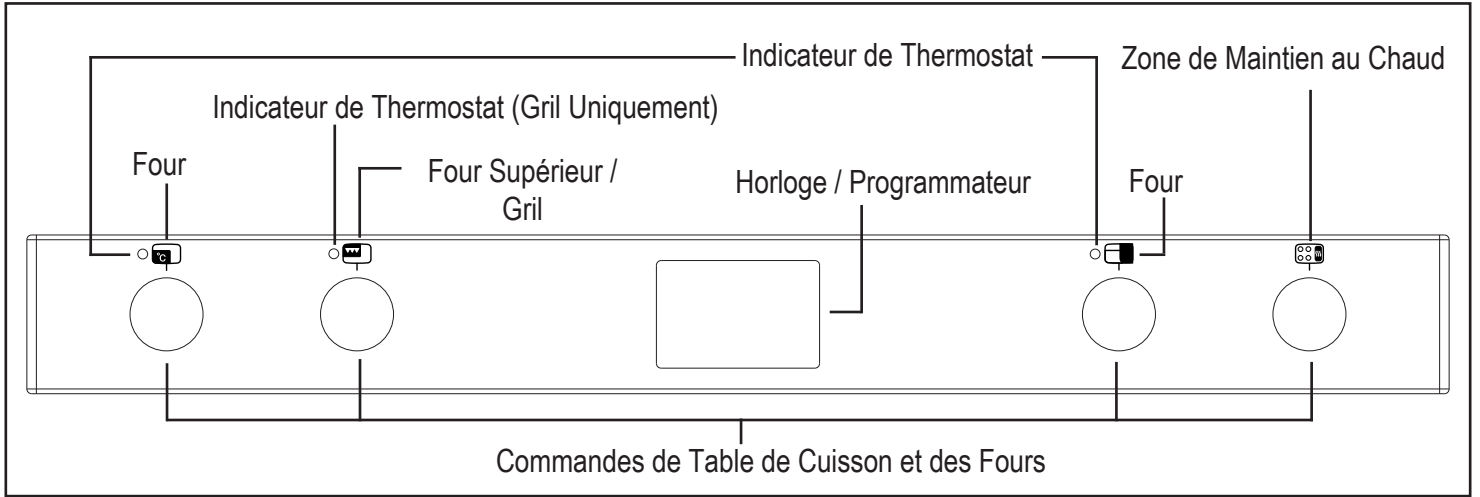 Indicateur de Thermostat
Zone de Maintien au Chaud
Indicateur de Thermostat (Gril Uniquement)
Four
Four Supérieur /
Gril
Horloge / Programmateur
Four
°C
Commandes de Table de Cuisson et des Fours